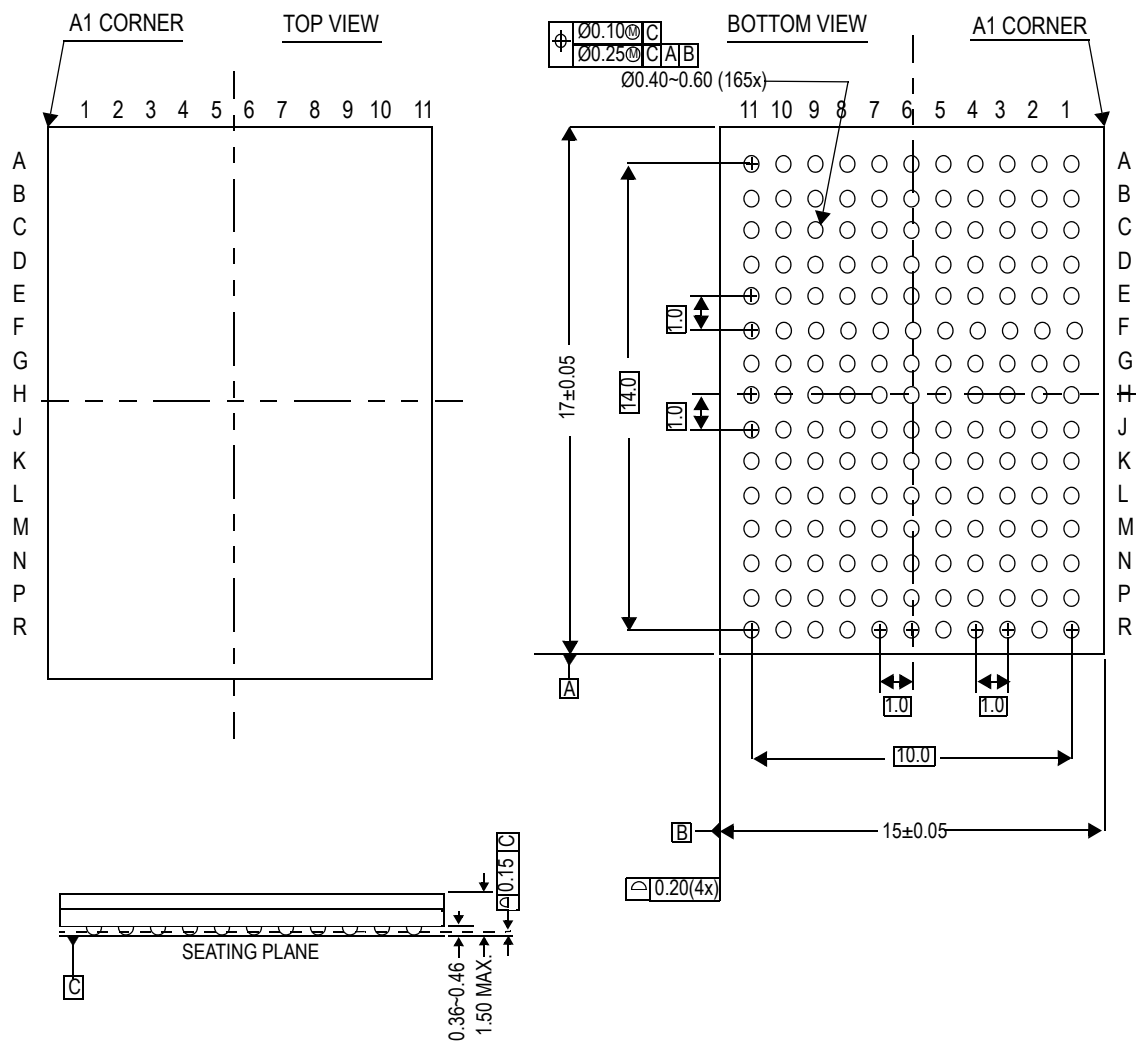 A1 CORNER
TOP VIEW
1 2 3 4 5 6 7 8 9 10 11
A
B
C
D
E
F
G
H
J
K
L
M
N
P
R
Ø0.10Ⓜ C
Ø0.25Ⓜ C A B
BOTTOM VIEW
A1 CORNER
Ø0.40~0.60 (165x)
11 10 9 8 7 6 5 4 3 2 1
A
B
C
D
E
F
G
H
J
K
L
M
N
P
R
1.0
17±0.05
14.0
1.0
A
1.0
1.0
10.0
B
15±0.05
0.20(4x)
0.15 C
SEATING PLANE
C
0.36~0.46
1.50 MAX.